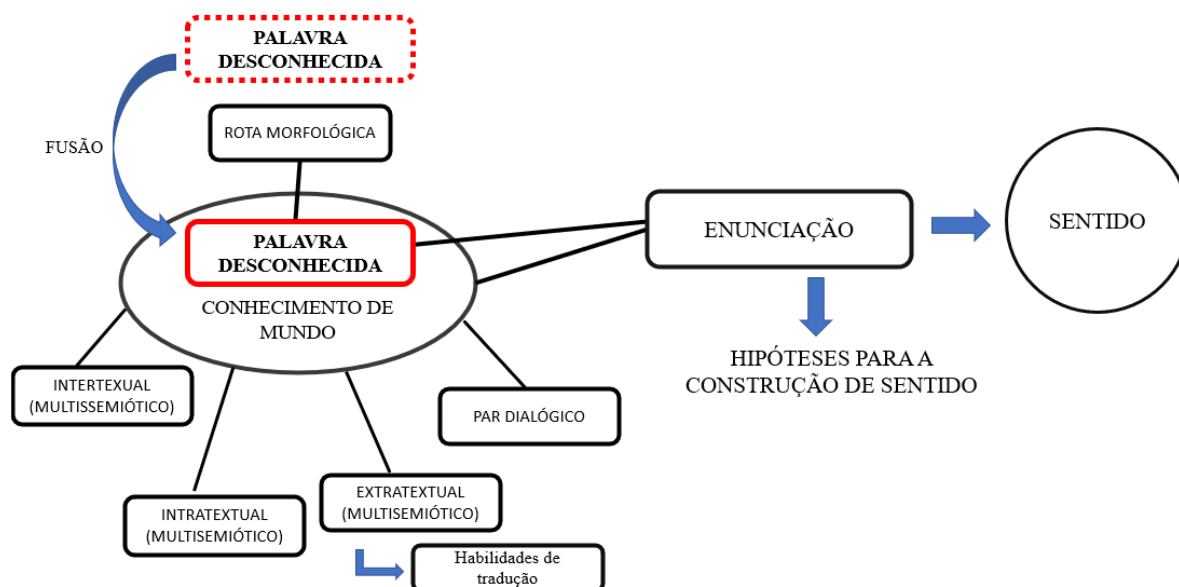 PALAVRA
DESCONHECIDA
FUSÃO
ROTA MORFOLÓGICA
PALAVRA
DESCONHECIDA
CONHECIMENTO DE
MUNDO
ENUNCIAÇÃO
SENTIDO
HIPÓTESES PARA A
CONSTRUÇÃO DE SENTIDO
INTERTEXUAL
(MULTISSEMIÓTICO)
PAR DIALÓGICO
INTRATEXTUAL
(MULTISEMIÓTICO)
EXTRATEXTUAL
(MULTISEMIÓTICO)
Habilidades de
tradução